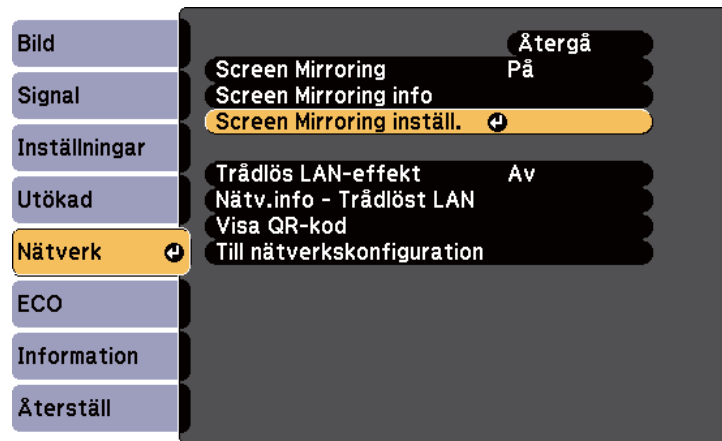 Bild
Signal
Inställningar
Utökad
Nätverk
ECO
Information
Återställ
Återgå
Screen Mirroring På
Screen Mirroring info
Screen Mirroring inställ.
Trådlös LAN-effekt Av
Nätv.info - Trådlöst LAN
Visa QR-kod
Till nätverkskonfiguration